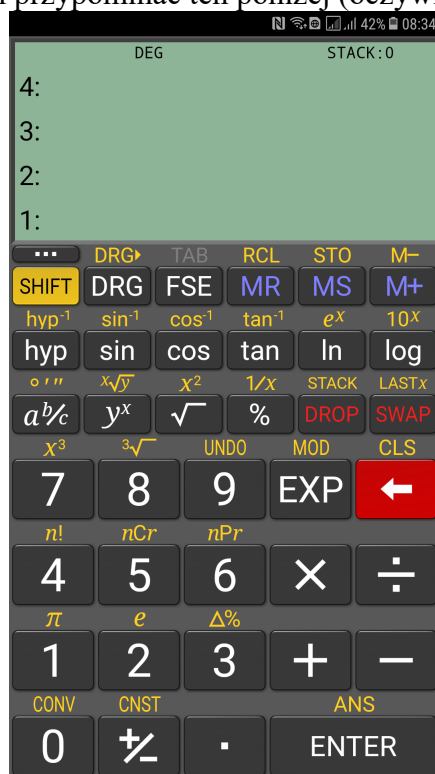 przypominać ten poniżej (oczywi
42% 08:34
DEG STACK:0
4:
3:
2:
1:
... DRG▸ TAB RCL STO M−
SHIFT DRG FSE MR MS M+
hyp⁻¹ sin⁻¹ cos⁻¹ tan⁻¹ eˣ 10ˣ
hyp sin cos tan ln log
o ' " ˣ√y x² 1/x STACK LASTx
a b/c yˣ √ % DROP SWAP
x³ ³√ UNDO MOD CLS
7 8 9 EXP ←
n! nCr nPr
4 5 6 × ÷
π e Δ%
1 2 3 + −
CONV CNST ANS
0 +/− . ENTER